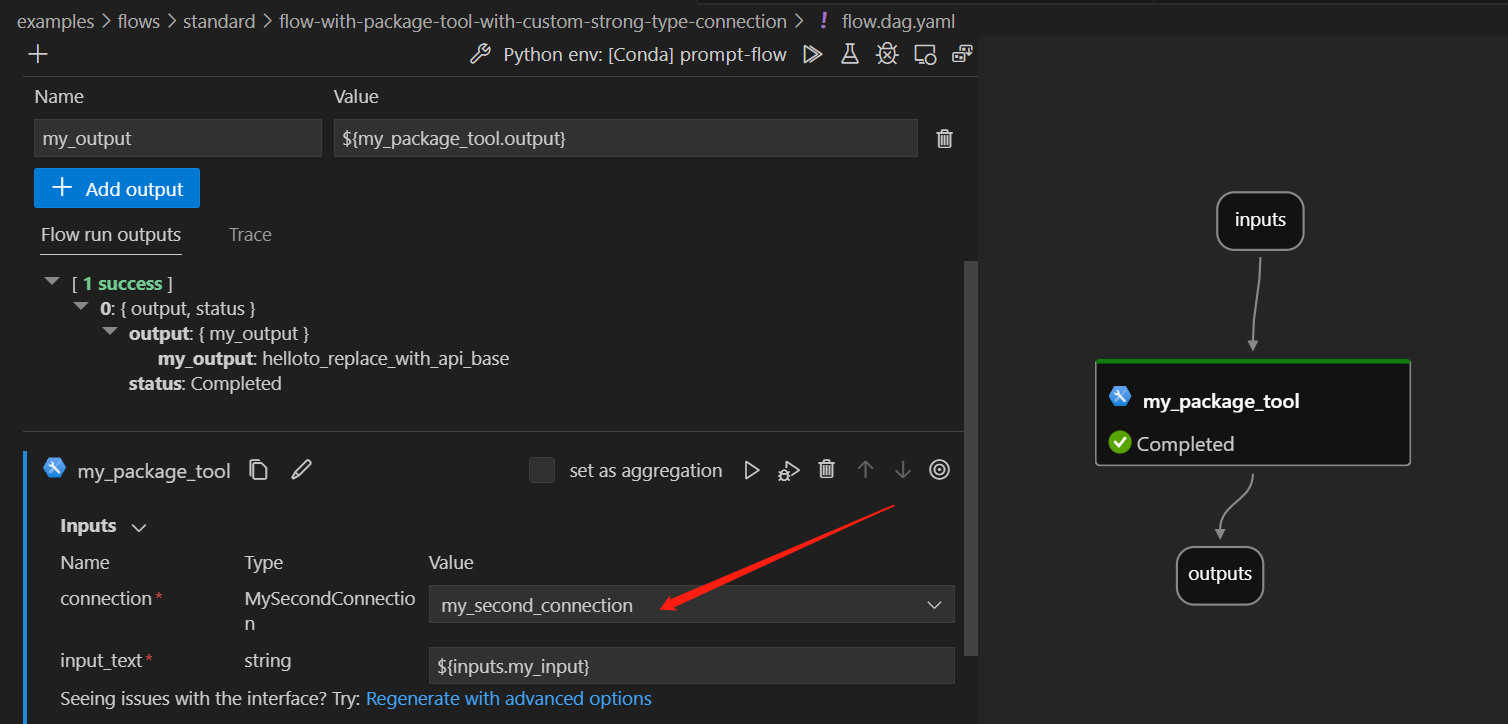 examples > flows > standard > flow-with-package-tool-with-custom-strong-type-connection > ! flow.dag.yaml
Python env: [Conda] prompt-flow
Name Value
my_output ${my_package_tool.output}
+ Add output
Flow run outputs Trace
[ 1 success ]
0: { output, status }
output: { my_output }
my_output: helloto_replace_with_api_base
status: Completed
my_package_tool set as aggregation
Inputs
Name Type Value
connection* MySecondConnectio
n
my_second_connection
input_text* string ${inputs.my_input}
Seeing issues with the interface? Try: Regenerate with advanced options
inputs
my_package_tool
Completed
outputs